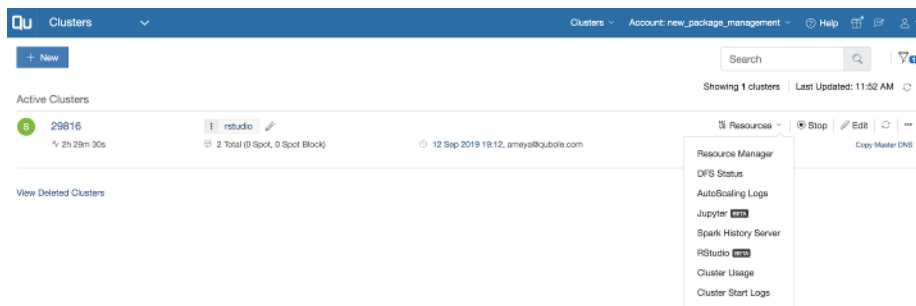 Qu Clusters Clusters Account: new_package_management Help
+ New Search
Showing 1 clusters Last Updated: 11:52 AM
Active Clusters
S 29816 rstudio Resources Stop Edit
2h 29m 30s 2 Total (0 Spot, 0 Spot Block) 12 Sep 2019 19:12, ameya@qubole.com Copy Master DNS
Resource Manager
DFS Status
View Deleted Clusters AutoScaling Logs
Jupyter BETA
Spark History Server
RStudio BETA
Cluster Usage
Cluster Start Logs